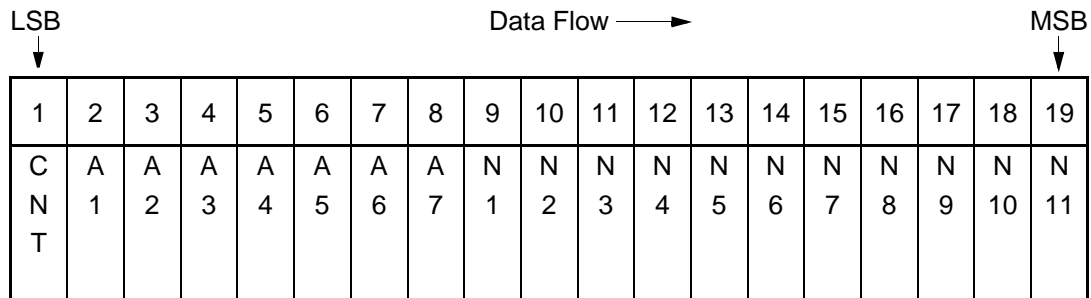 LSB Data Flow MSB
1 2 3 4 5 6 7 8 9 10 11 12 13 14 15 16 17 18 19
C A A A A A A A N N N N N N N N N N N
N 1 2 3 4 5 6 7 1 2 3 4 5 6 7 8 9 10 11
T